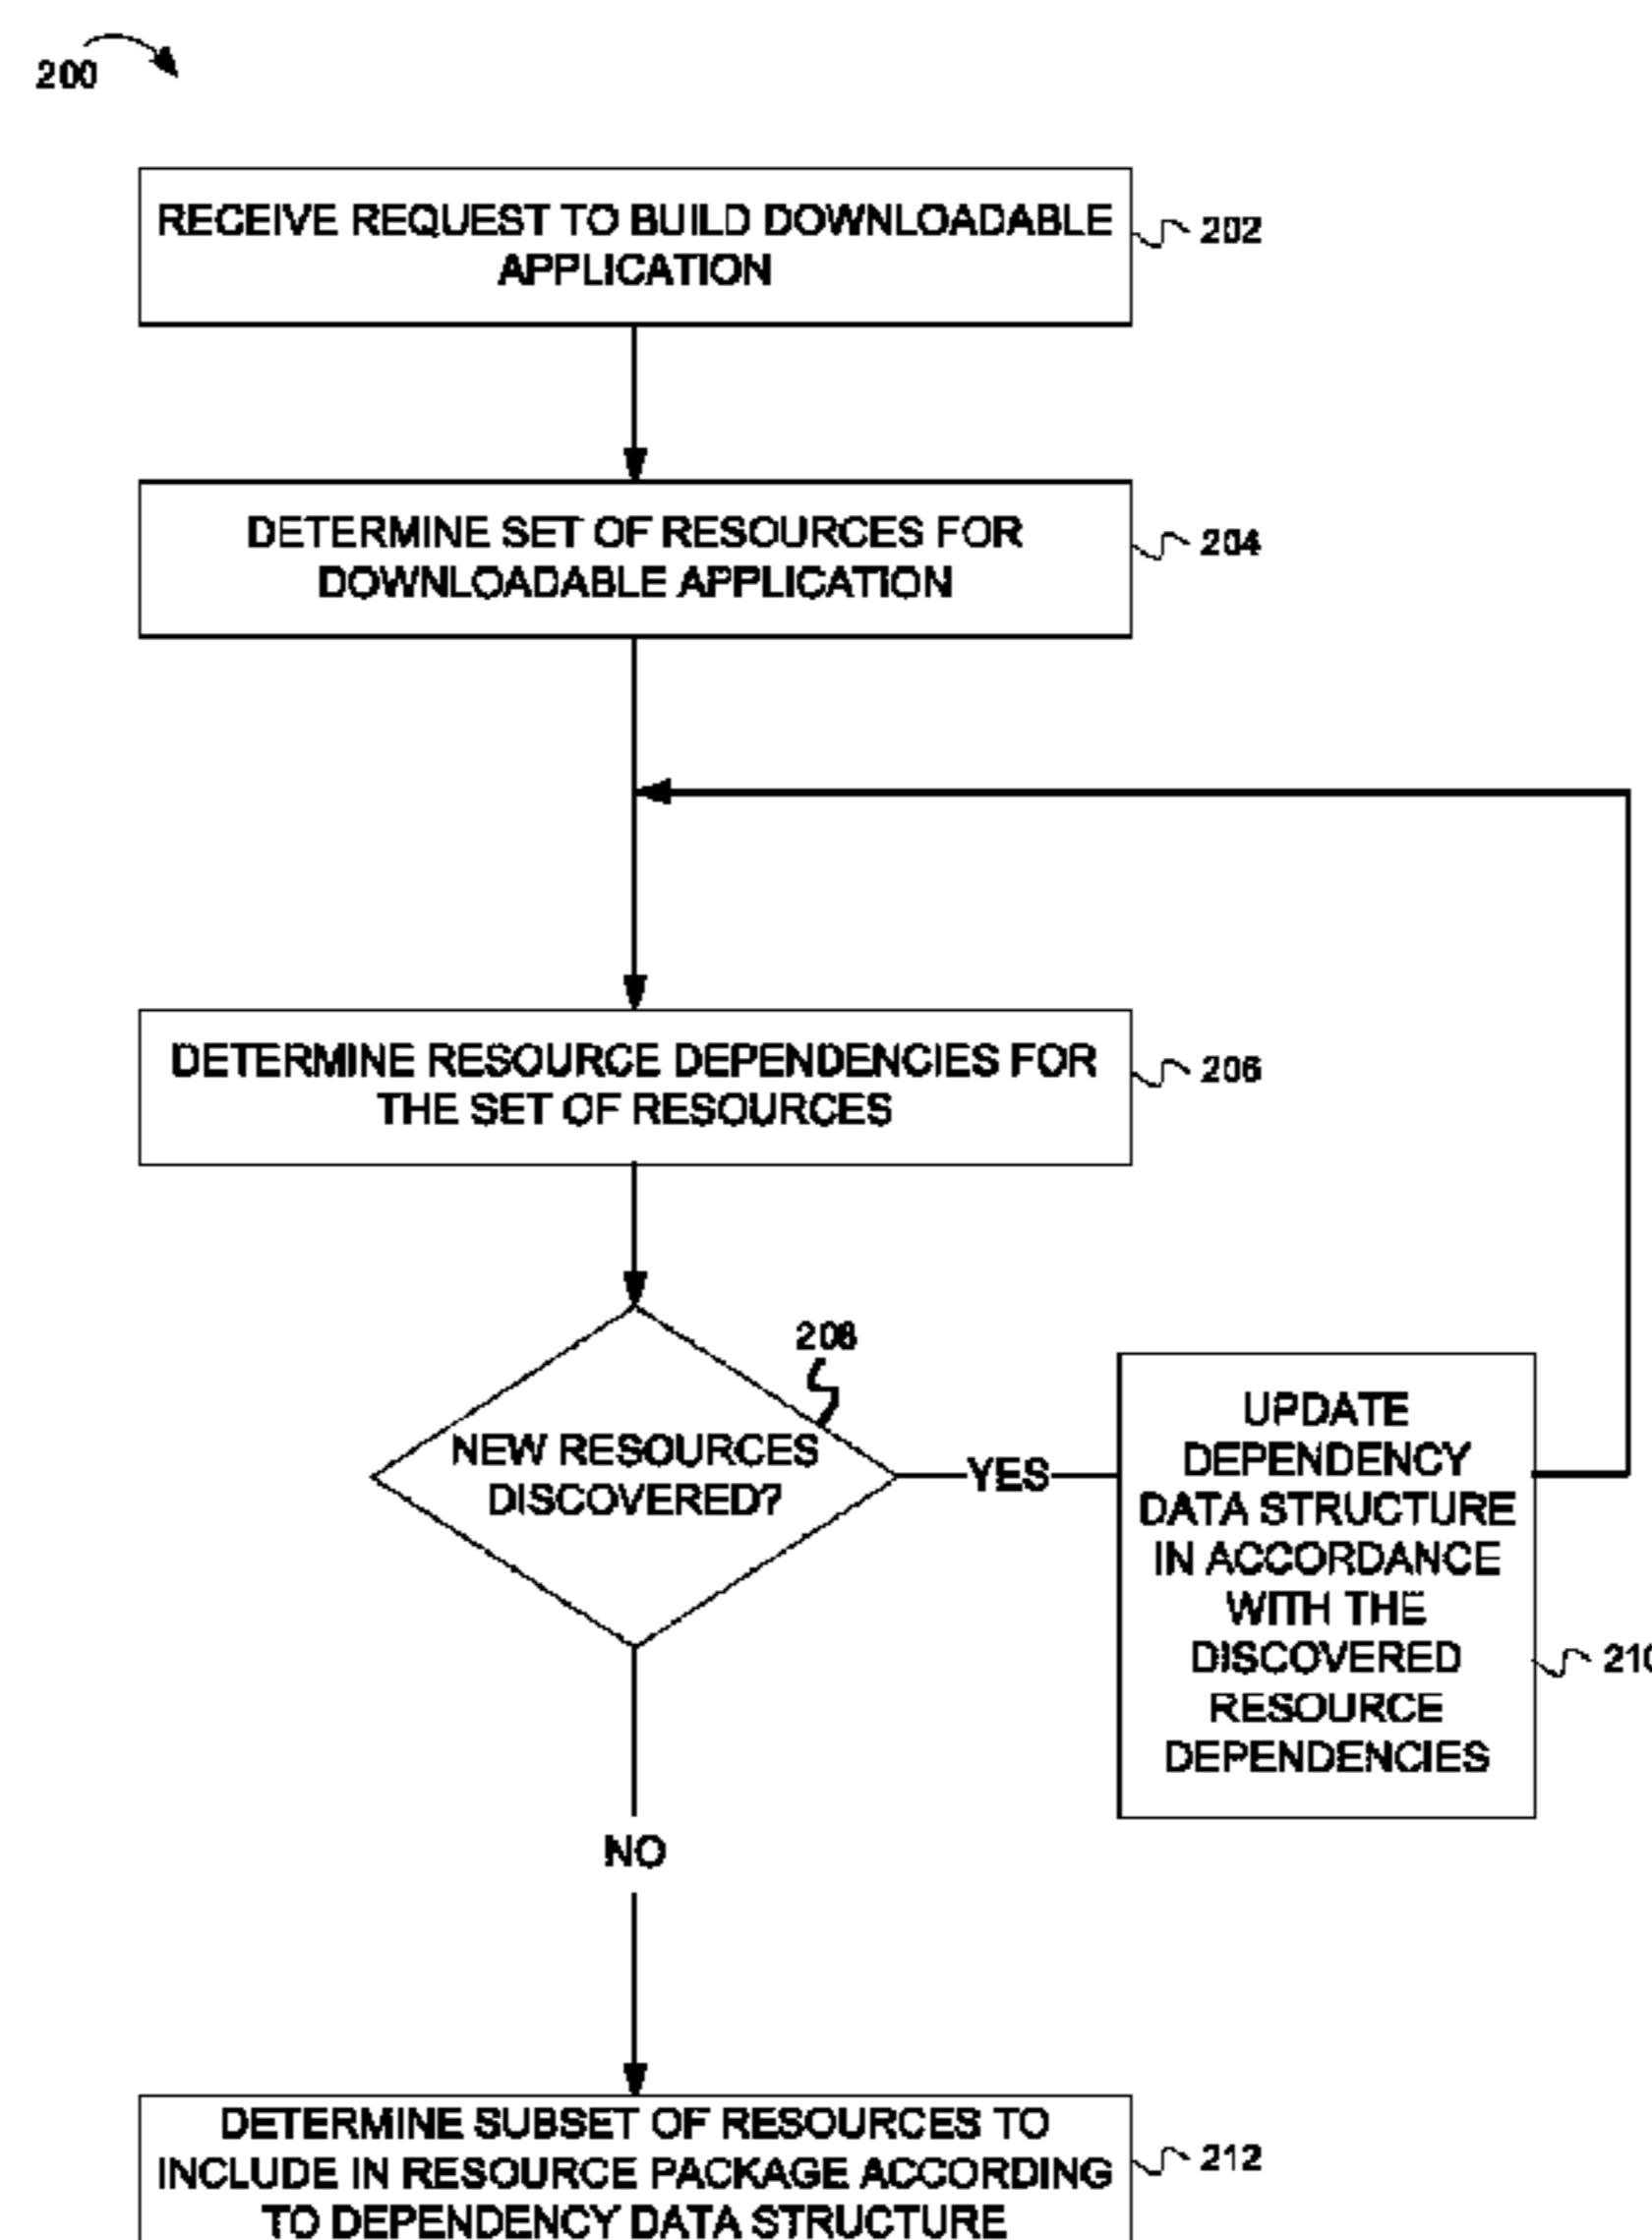 200
RECEIVE REQUEST TO BUILD DOWNLOADABLE
APPLICATION
202
DETERMINE SET OF RESOURCES FOR
DOWNLOADABLE APPLICATION
204
DETERMINE RESOURCE DEPENDENCIES FOR
THE SET OF RESOURCES
206
208
NEW RESOURCES
DISCOVERED?
YES
UPDATE
DEPENDENCY
DATA STRUCTURE
IN ACCORDANCE
WITH THE
DISCOVERED
RESOURCE
DEPENDENCIES
210
NO
DETERMINE SUBSET OF RESOURCES TO
INCLUDE IN RESOURCE PACKAGE ACCORDING
TO DEPENDENCY DATA STRUCTURE
212